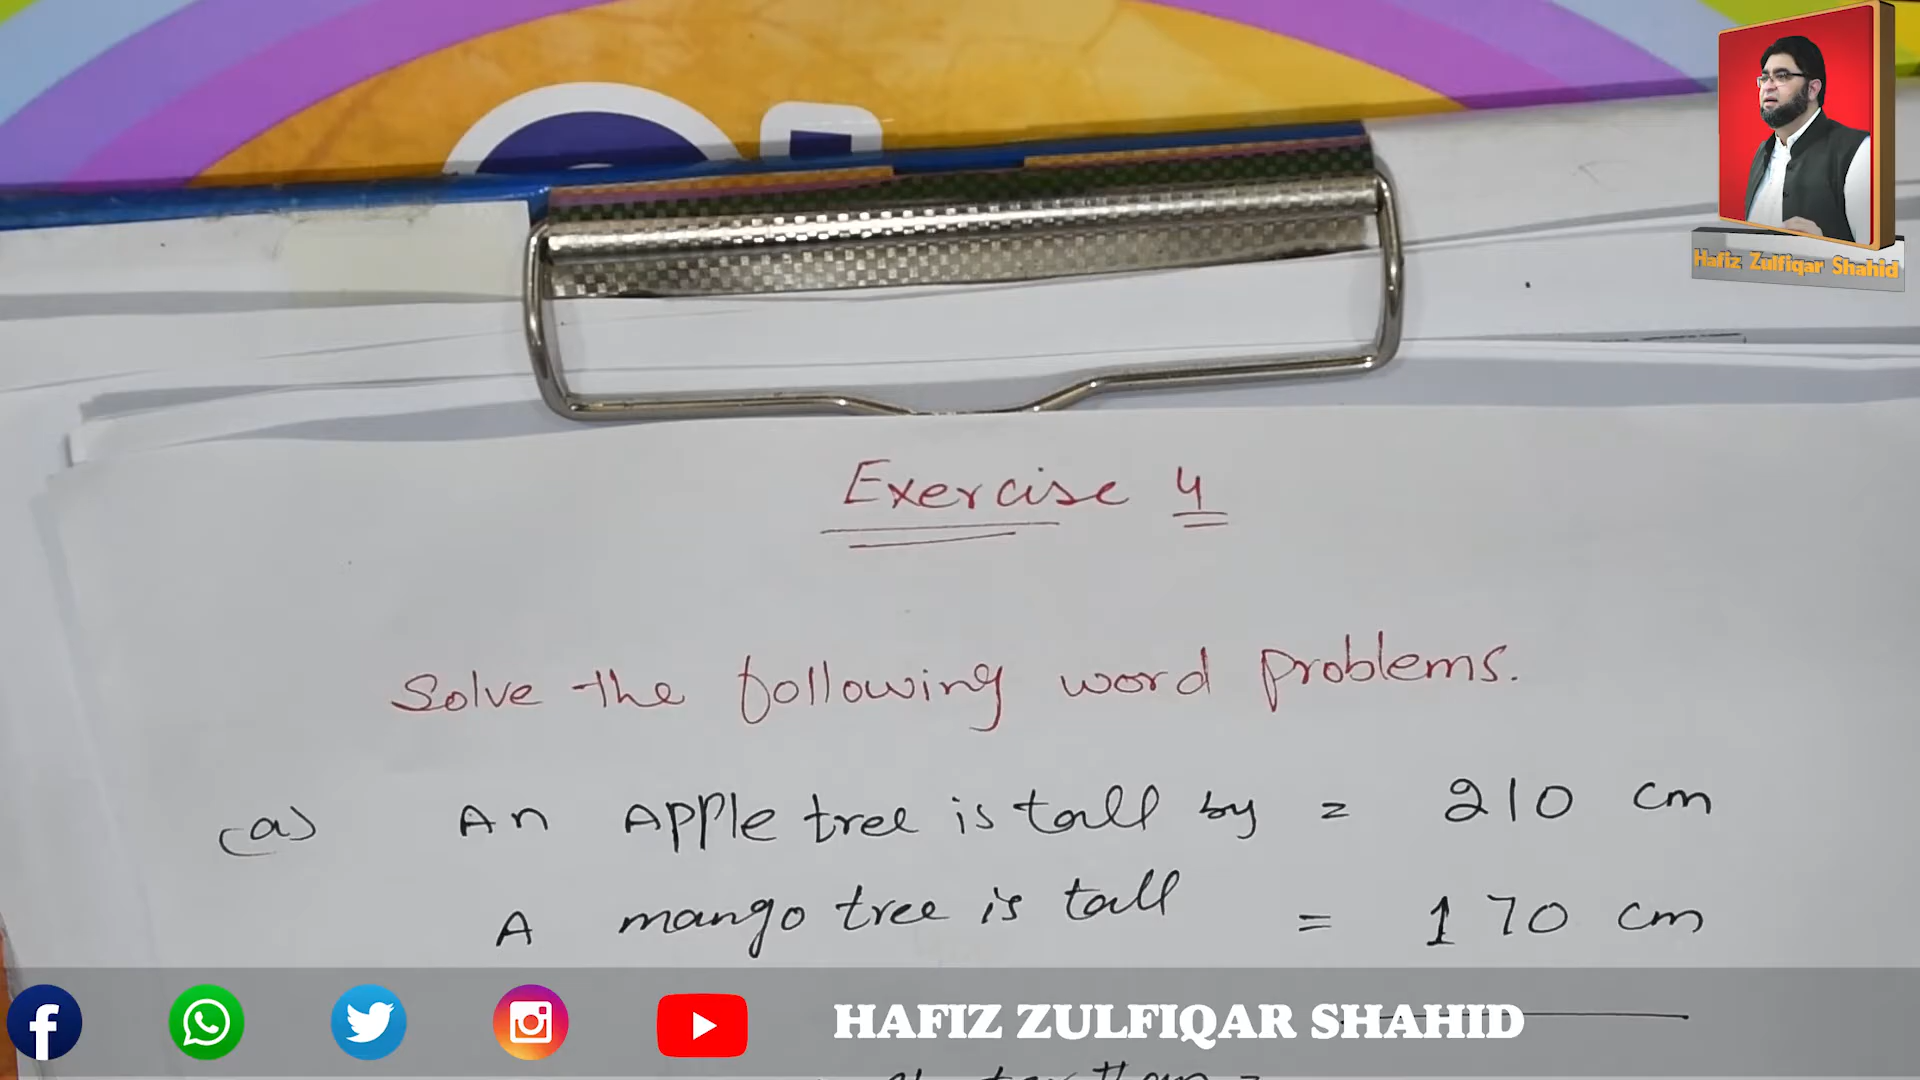 Hafiz Zulfiqar Shahid
Exercise 4
Solve the following word problems.
(a) An Apple tree is tall by = 210 cm
A mango tree is tall = 170 cm
HAFIZ ZULFIQAR SHAHID